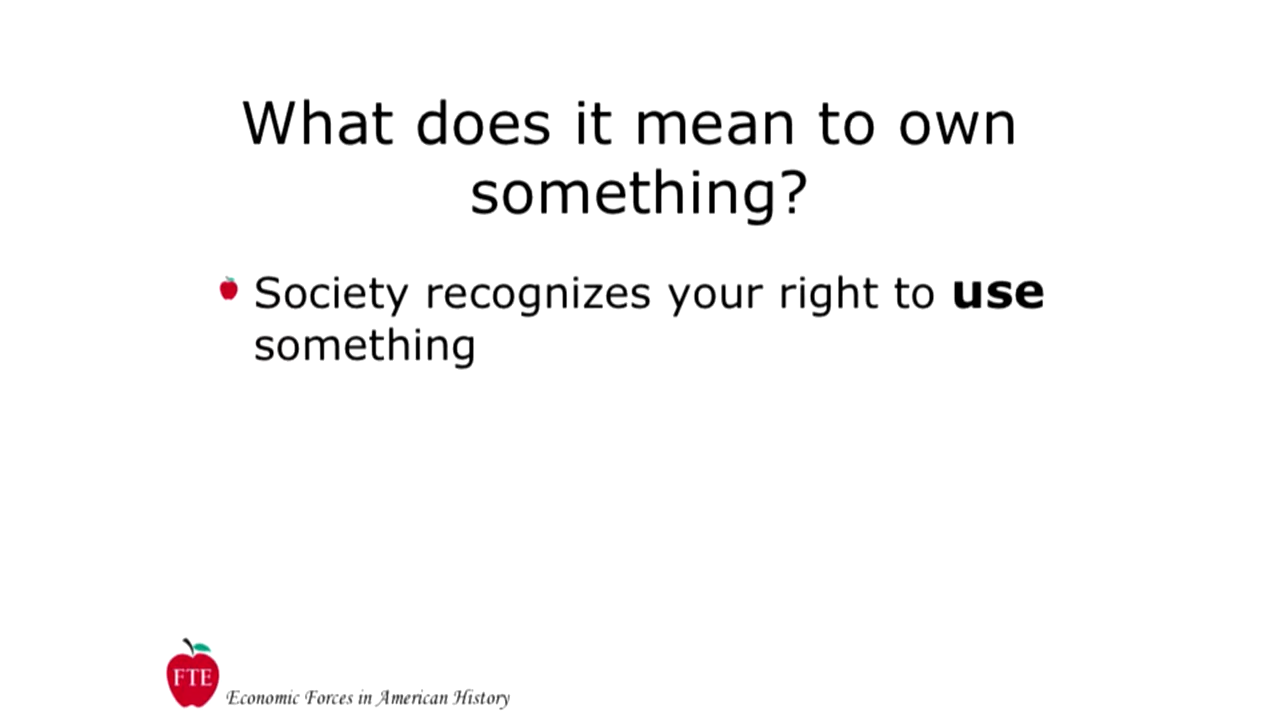 What does it mean to own
something?
Society recognizes your right to use
something
FTE
Economic Forces in American History